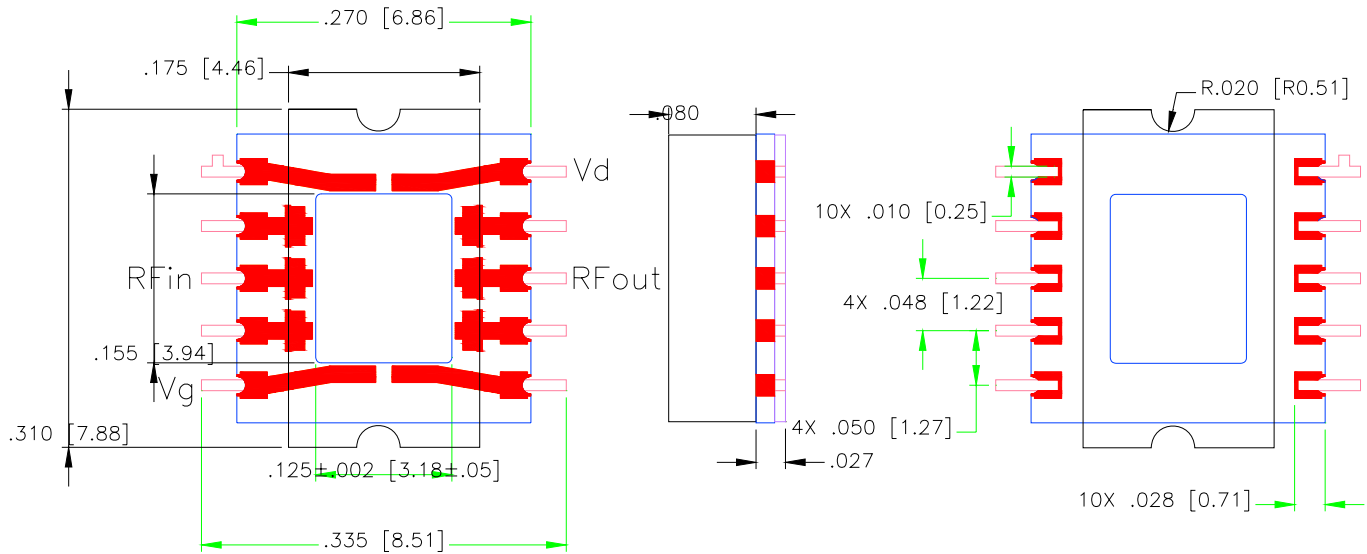 .270 [6.86]
.175 [4.46]
.080
R.020 [R0.51]
Vd
10X .010 [0.25]
RFin
RFout
4X .048 [1.22]
.155 [3.94]
Vg
.310 [7.88]
4X .050 [1.27]
.125±.002 [3.18±.05]
.027
10X .028 [0.71]
.335 [8.51]